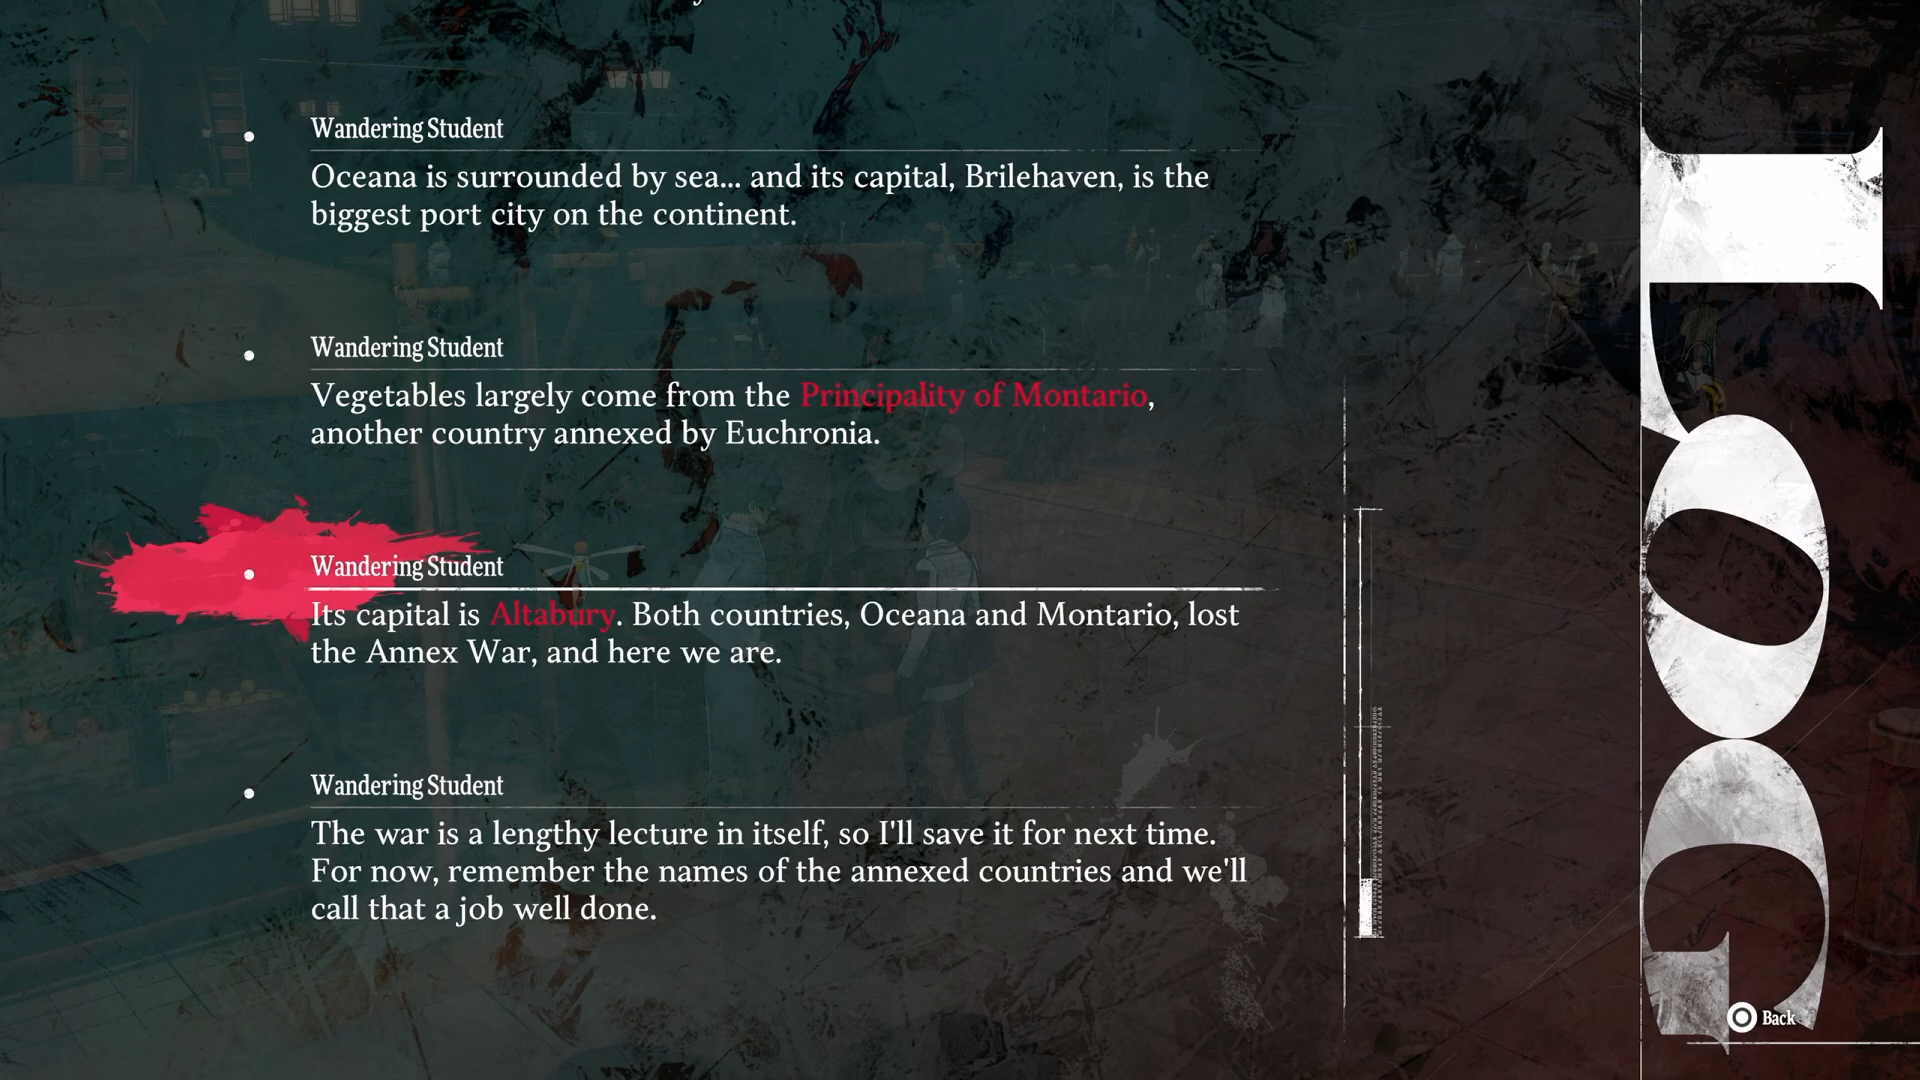 Wandering Student
Oceana is surrounded by sea... and its capital, Brilehaven, is the
biggest port city on the continent.
Wandering Student
Vegetables largely come from the Principality of Montario,
another country annexed by Euchronia.
Wandering Student
Its capital is Altabury. Both countries, Oceana and Montario, lost
the Annex War, and here we are.
Wandering Student
The war is a lengthy lecture in itself, so I'll save it for next time.
For now, remember the names of the annexed countries and we'll
call that a job well done.
LOG
Back